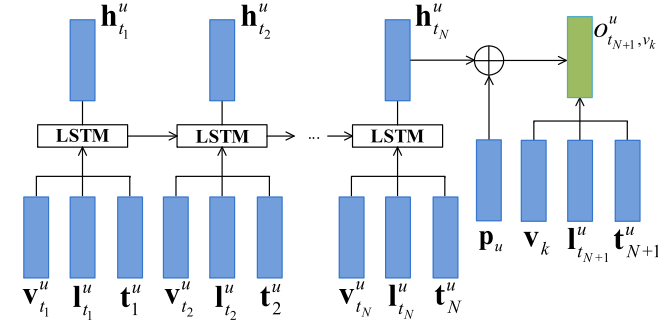 h^u_{t_1} h^u_{t_2} h^u_{t_N} o^u_{t_{N+1}, v_k}
LSTM LSTM ... LSTM
v^u_{t_1} l^u_{t_1} t^u_1 v^u_{t_2} l^u_{t_2} t^u_2 v^u_{t_N} l^u_{t_N} t^u_N p_u v_k l^u_{t_{N+1}} t^u_{N+1}